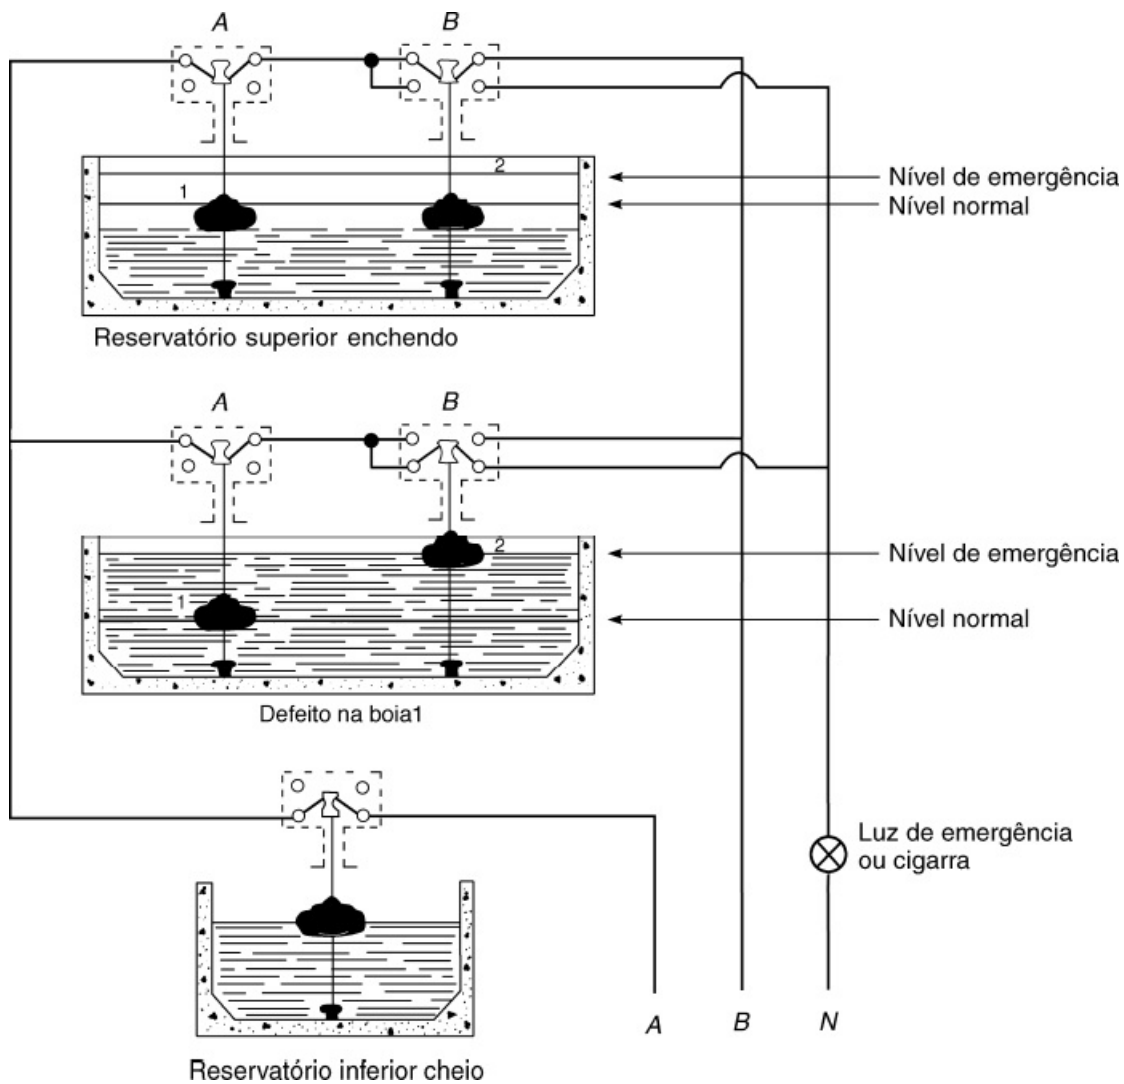 A
B
2
1
Nível de emergência
Nível normal
Reservatório superior enchendo
A
B
2
1
Nível de emergência
Nível normal
Defeito na boia1
Luz de emergência
ou cigarra
A
B
N
Reservatório inferior cheio